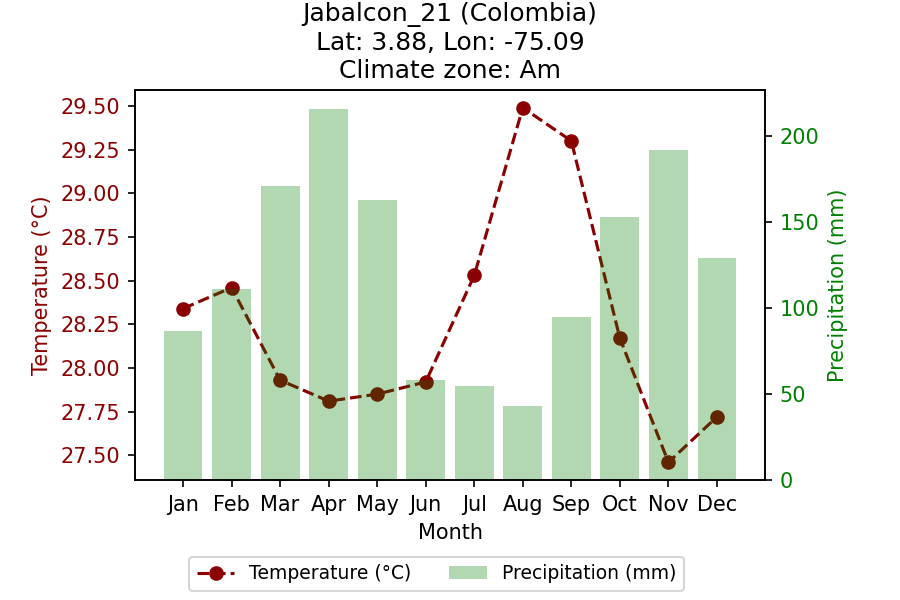 Jabalcon_21 (Colombia)
Lat: 3.88, Lon: -75.09
Climate zone: Am
Temperature (°C)
29.50
29.25
29.00
28.75
28.50
28.25
28.00
27.75
27.50
200
150
100
50
0
Precipitation (mm)
Jan Feb Mar Apr May Jun Jul Aug Sep Oct Nov Dec
Month
Temperature (°C) Precipitation (mm)